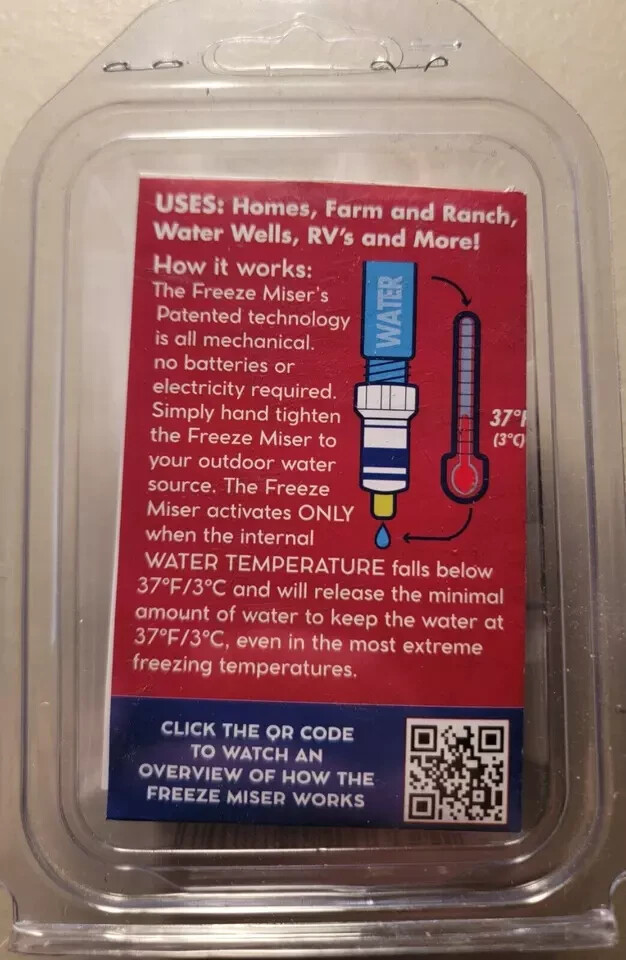 USES: Homes, Farm and Ranch,
Water Wells, RV's and More!
How it works:
The Freeze Miser's
Patented technology
is all mechanical.
no batteries or
electricity required.
Simply hand tighten
the Freeze Miser to
your outdoor water
source. The Freeze
Miser activates ONLY
when the internal
WATER TEMPERATURE falls below
37°F/3°C and will release the minimal
amount of water to keep the water at
37°F/3°C, even in the most extreme
freezing temperatures.
WATER
37°F
(3°C)
CLICK THE QR CODE
TO WATCH AN
OVERVIEW OF HOW THE
FREEZE MISER WORKS